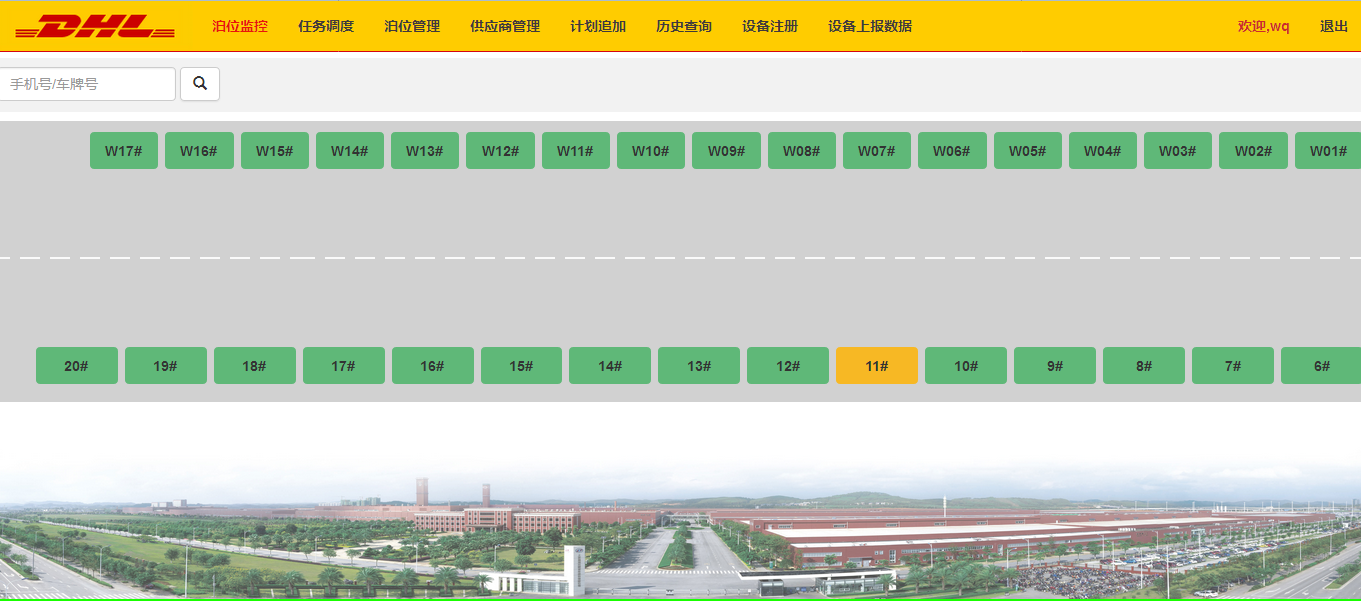 DHL 泊位监控 任务调度 泊位管理 供应商管理 计划追加 历史查询 设备注册 设备上报数据 欢迎,wq 退出
手机号/车牌号
W17# W16# W15# W14# W13# W12# W11# W10# W09# W08# W07# W06# W05# W04# W03# W02# W01#
20# 19# 18# 17# 16# 15# 14# 13# 12# 11# 10# 9# 8# 7# 6#